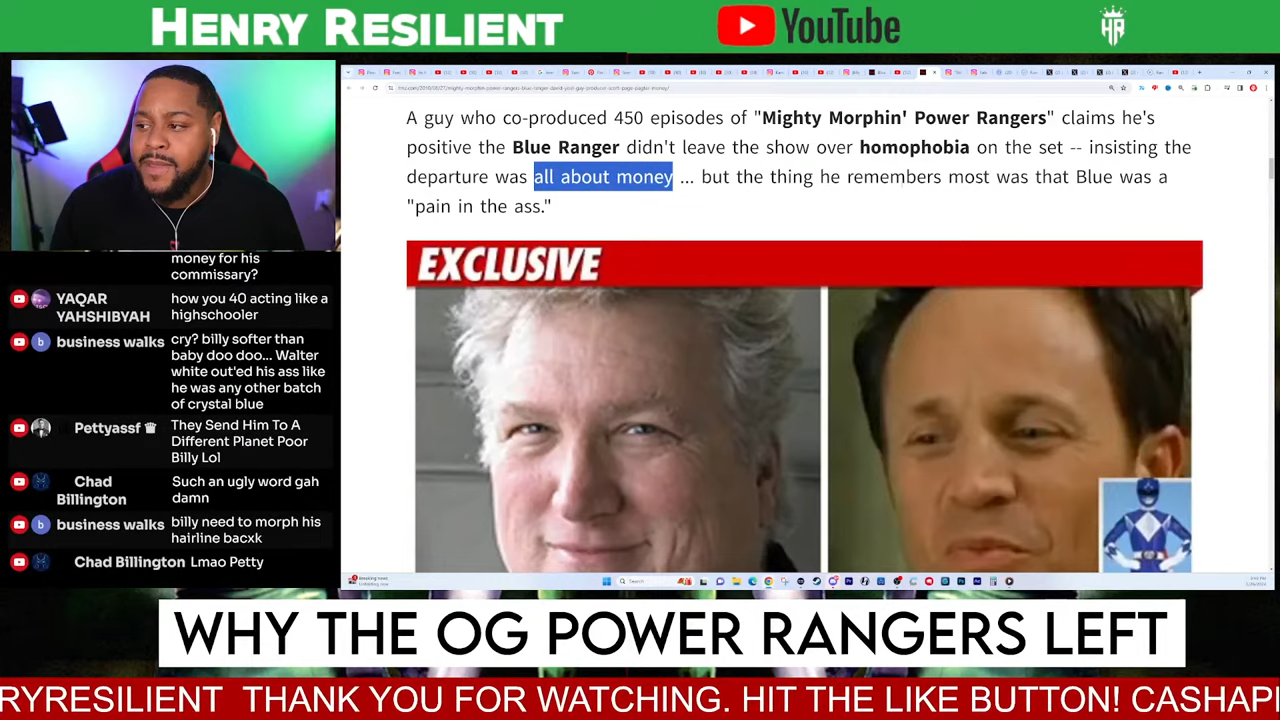 HENRY RESILIENT
YouTube
HR
A guy who co-produced 450 episodes of "Mighty Morphin' Power Rangers" claims he's
positive the Blue Ranger didn't leave the show over homophobia on the set -- insisting the
departure was all about money ... but the thing he remembers most was that Blue was a
"pain in the ass."
EXCLUSIVE
money for his
commissary?
YAQAR
YAHSHIBYAH
how you 40 acting like a
highschooler
business walks
cry? billy softer than
baby doo doo... Walter
white out'ed his ass like
he was any other batch
of crystal blue
Pettyassf
They Send Him To A
Different Planet Poor
Billy Lol
Chad
Billington
Such an ugly word gah
damn
business walks
billy need to morph his
hairline bacxk
Chad Billington
Lmao Petty
Search
WHY THE OG POWER RANGERS LEFT
RYRESILIENT THANK YOU FOR WATCHING. HIT THE LIKE BUTTON! CASHAP